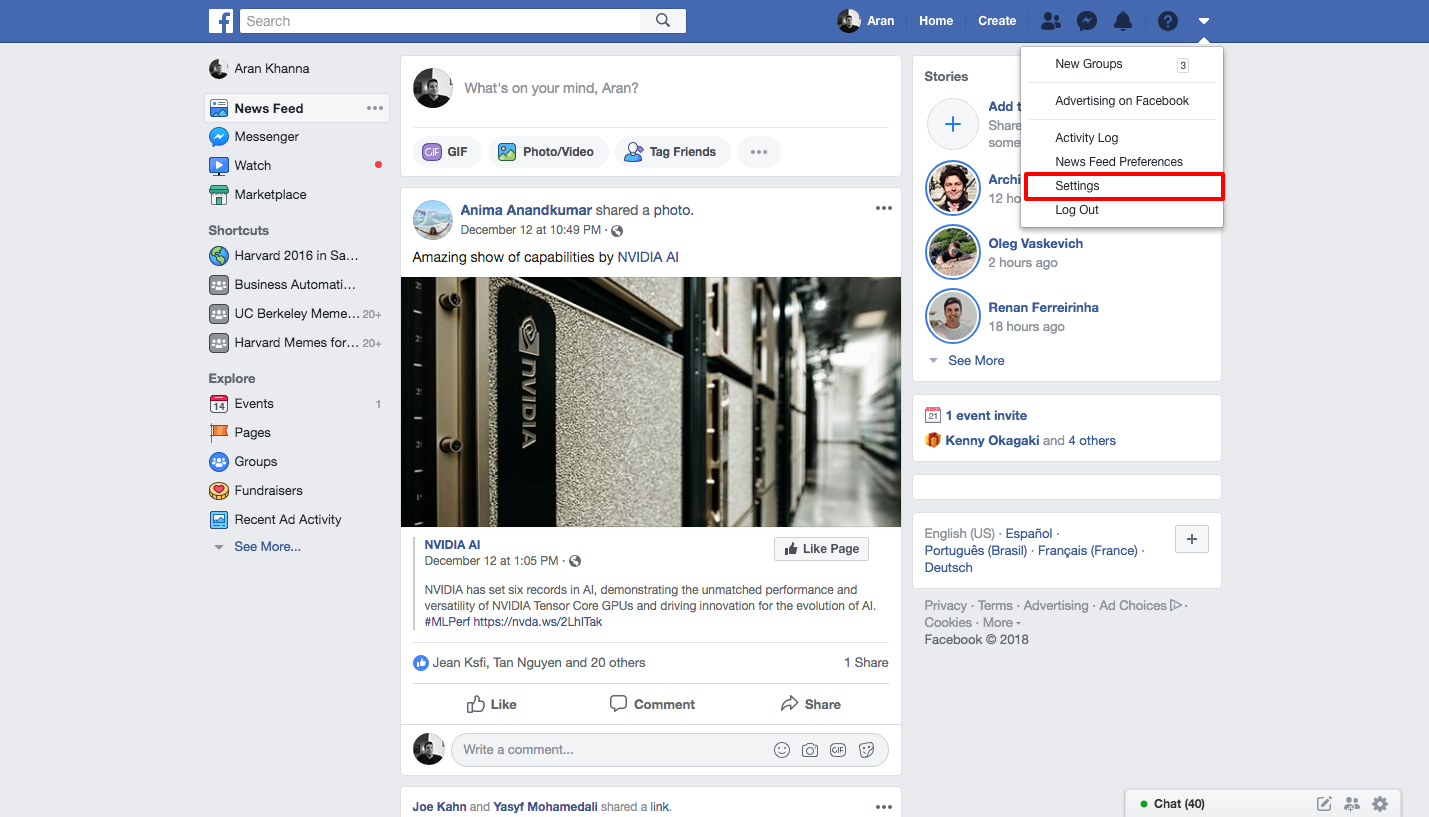 Search
Aran
Home
Create
Aran Khanna
News Feed
Messenger
Watch
Marketplace
Shortcuts
Harvard 2016 in Sa...
Business Automati...
UC Berkeley Meme... 20+
Harvard Memes for... 20+
Explore
14 Events 1
Pages
Groups
Fundraisers
Recent Ad Activity
See More...
What's on your mind, Aran?
GIF GIF
Photo/Video
Tag Friends
Anima Anandkumar shared a photo.
December 12 at 10:49 PM ·
Amazing show of capabilities by NVIDIA AI
NVIDIA
NVIDIA AI
December 12 at 1:05 PM ·
Like Page
NVIDIA has set six records in AI, demonstrating the unmatched performance and
versatility of NVIDIA Tensor Core GPUs and driving innovation for the evolution of AI.
#MLPerf https://nvda.ws/2LhITak
Jean Ksfi, Tan Nguyen and 20 others
1 Share
Like
Comment
Share
Write a comment...
GIF
Joe Kahn and Yasyf Mohamedali shared a link.
New Groups 3
Advertising on Facebook
Activity Log
News Feed Preferences
Settings
Log Out
Stories
Add t
Share
some
Archi
12 ho
Oleg Vaskevich
2 hours ago
Renan Ferreirinha
18 hours ago
See More
21 1 event invite
Kenny Okagaki and 4 others
English (US) · Español ·
Português (Brasil) · Français (France) ·
Deutsch
+
Privacy · Terms · Advertising · Ad Choices ·
Cookies · More
Facebook © 2018
Chat (40)